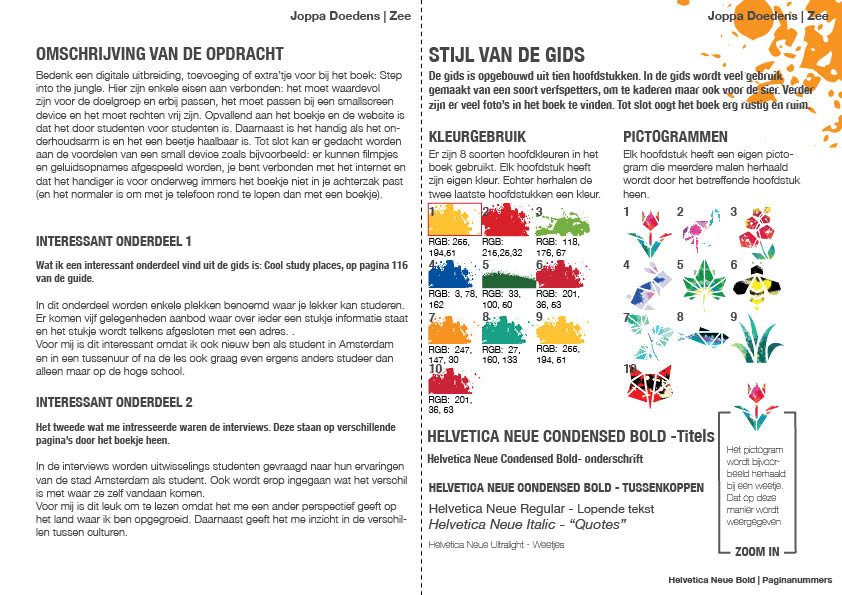 Joppa Doedens | Zee
OMSCHRIJVING VAN DE OPDRACHT
Bedenk een digitale uitbreiding, toevoeging of extra'tje voor bij het boek: Step
into the jungle. Hier zijn enkele eisen aan verbonden: het moet waardevol
zijn voor de doelgroep en erbij passen, het moet passen bij een smallscreen
device en het moet rechten vrij zijn. Opvallend aan het boekje en de website is
dat het door studenten voor studenten is. Daarnaast is het handig als het on-
derhoudsarm is en het een beetje haalbaar is. Tot slot kan er gedacht worden
aan de voordelen van een small device zoals bijvoorbeeld: er kunnen filmpjes
en geluidsopnames afgespeeld worden, je bent verbonden met het internet en
dat het handiger is voor onderweg immers het boekje niet in je achterzak past
(en het normaler is om met je telefoon rond te lopen dan met een boekje).
INTERESSANT ONDERDEEL 1
Wat ik een interessant onderdeel vind uit de gids is: Cool study places, op pagina 116
van de guide.
In dit onderdeel worden enkele plekken benoemd waar je lekker kan studeren.
Er komen vijf gelegenheden aanbod waar over ieder een stukje informatie staat
en het stukje wordt telkens afgesloten met een adres. .
Voor mij is dit interessant omdat ik ook nieuw ben als student in Amsterdam
en in een tussenuur of na de les ook graag even ergens anders studeer dan
alleen maar op de hoge school.
INTERESSANT ONDERDEEL 2
Het tweede wat me intresseerde waren de interviews. Deze staan op verschillende
pagina's door het boekje heen.
In de interviews worden uitwisselings studenten gevraagd naar hun ervaringen
van de stad Amsterdam als student. Ook wordt erop ingegaan wat het verschil
is met waar ze zelf vandaan komen.
Voor mij is dit leuk om te lezen omdat het me een ander perspectief geeft op
het land waar ik ben opgegroeid. Daarnaast geeft het me inzicht in de verschil-
len tussen culturen.
Joppa Doedens | Zee
STIJL VAN DE GIDS
De gids is opgebouwd uit tien hoofdstukken. In de gids wordt veel gebruik
gemaakt van een soort verfspetters, om te kaderen maar ook voor de sier. Verder
zijn er veel foto's in het boek te vinden. Tot slot oogt het boek erg rustig en ruim.
KLEURGEBRUIK
Er zijn 8 soorten hoofdkleuren in het
boek gebruikt. Elk hoofdstuk heeft
zijn eigen kleur. Echter herhalen de
twee laatste hoofdstukken een kleur.
1 2 3
RGB: 255, RGB: RGB: 118,
194,51 215,25,32 176, 67
4 5 6
RGB: 3, 78, RGB: 33, RGB: 201,
162 100, 60 36, 53
7 8 9
RGB: 247, RGB: 27, RGB: 255,
147, 30 160, 133 194, 51
10
RGB: 201,
36, 53
PICTOGRAMMEN
Elk hoofdstuk heeft een eigen picto-
gram die meerdere malen herhaald
wordt door het betreffende hoofdstuk
heen.
1 2 3
4 5 6
7 8 9
10
HELVETICA NEUE CONDENSED BOLD -Titels
Helvetica Neue Condensed Bold- onderschrift
HELVETICA NEUE CONDENSED BOLD - TUSSENKOPPEN
Helvetica Neue Regular - Lopende tekst
Helvetica Neue Italic - “Quotes”
Helvetica Neue Ultralight - Weetjes
Het pictogram
wordt bijvoor-
beeld herhaald
bij een weetje.
Dat op deze
manier wordt
weergegeven
ZOOM IN
Helvetica Neue Bold | Paginanummers